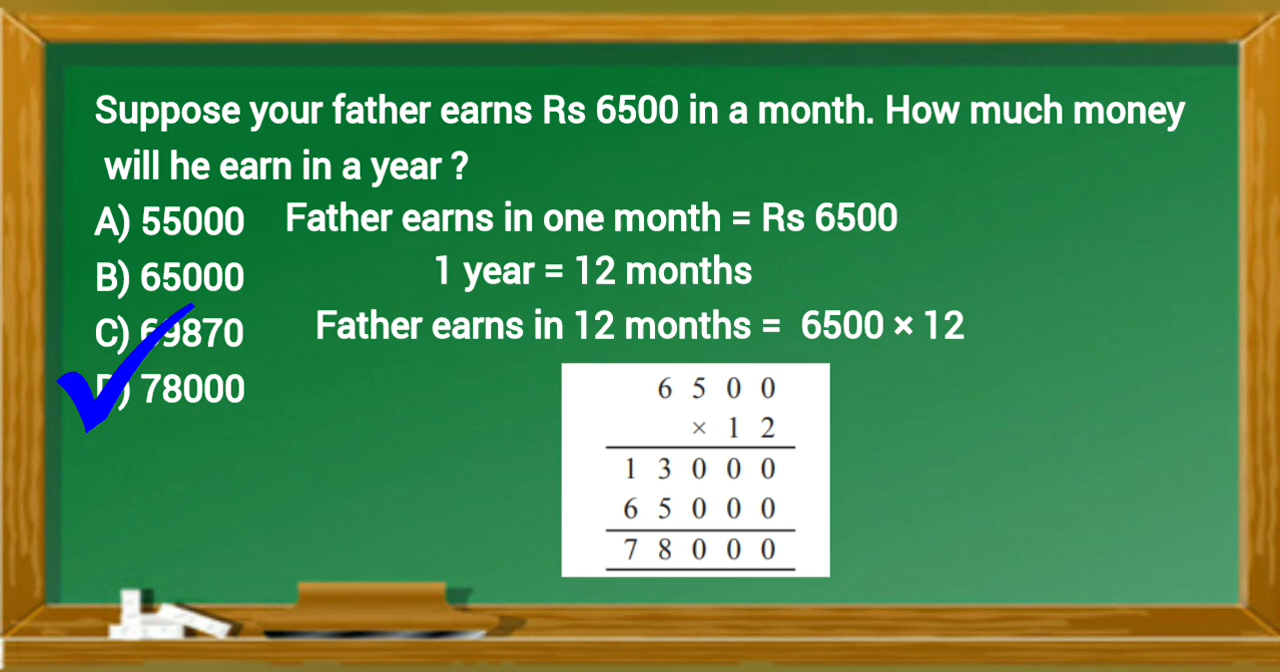 Suppose your father earns Rs 6500 in a month. How much money
will he earn in a year ?
A) 55000 Father earns in one month = Rs 6500
B) 65000 1 year = 12 months
C) 69870 Father earns in 12 months = 6500 × 12
D) 78000
6 5 0 0
× 1 2
1 3 0 0 0
6 5 0 0 0
7 8 0 0 0